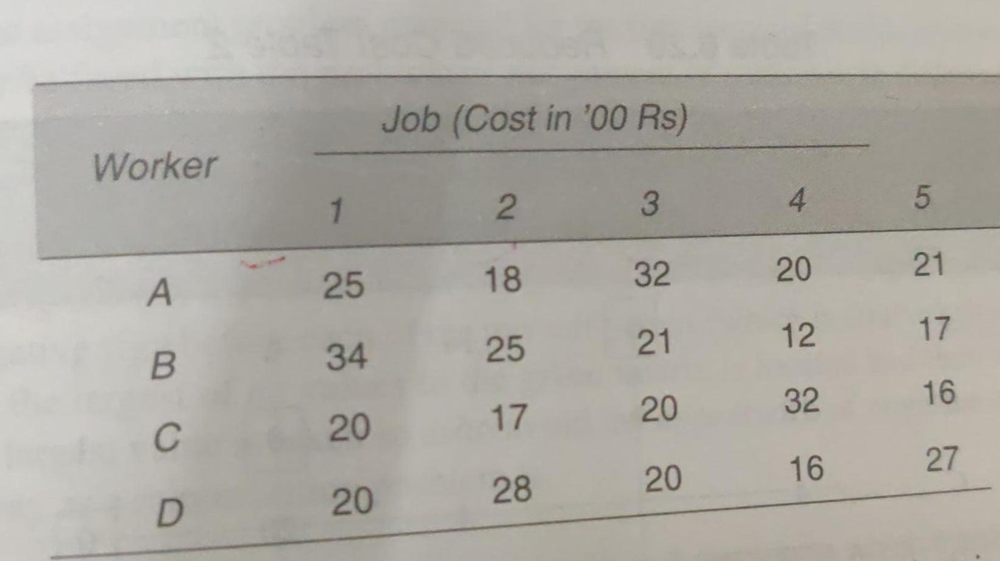 Job (Cost in '00 Rs)
Worker
1 2 3 4 5
A 25 18 32 20 21
B 34 25 21 12 17
C 20 17 20 32 16
D 20 28 20 16 27